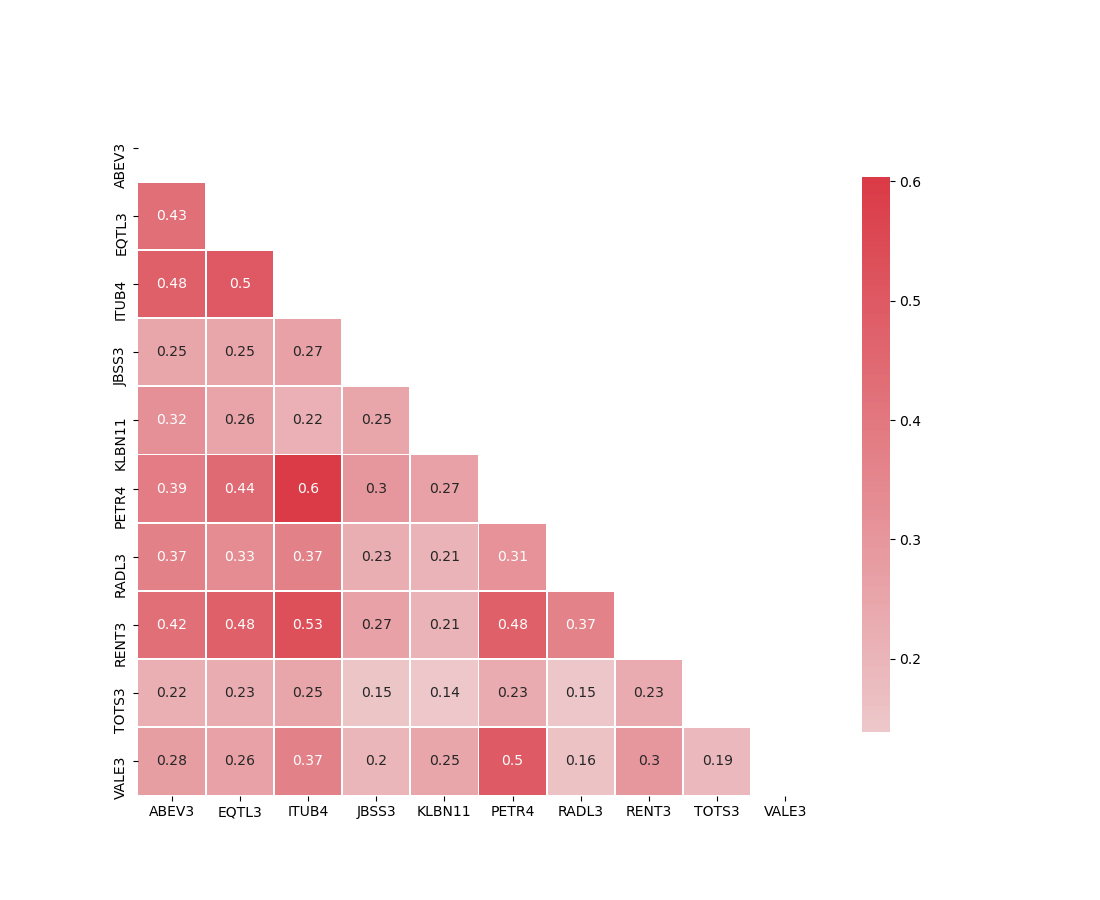 ABEV3
EQTL3 0.43
ITUB4 0.48 0.5
JBSS3 0.25 0.25 0.27
KLBN11 0.32 0.26 0.22 0.25
PETR4 0.39 0.44 0.6 0.3 0.27
RADL3 0.37 0.33 0.37 0.23 0.21 0.31
RENT3 0.42 0.48 0.53 0.27 0.21 0.48 0.37
TOTS3 0.22 0.23 0.25 0.15 0.14 0.23 0.15 0.23
VALE3 0.28 0.26 0.37 0.2 0.25 0.5 0.16 0.3 0.19
ABEV3 EQTL3 ITUB4 JBSS3 KLBN11 PETR4 RADL3 RENT3 TOTS3 VALE3
0.6
0.5
0.4
0.3
0.2